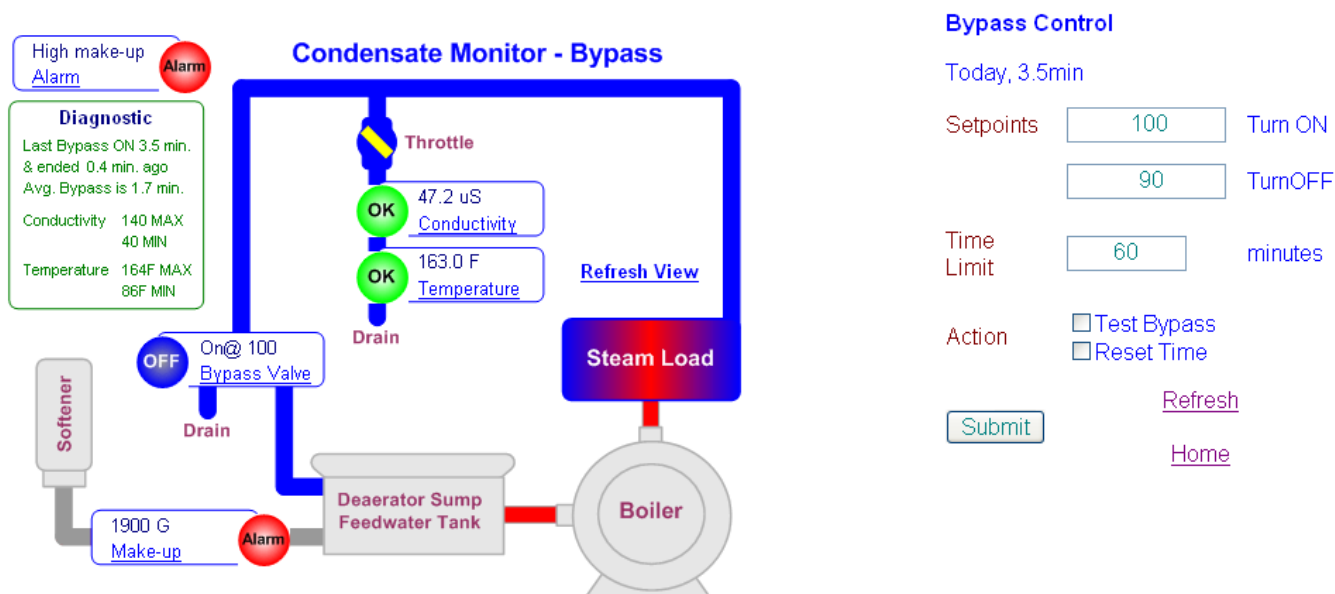 Condensate Monitor - Bypass
High make-up
Alarm
Alarm
Diagnostic
Last Bypass ON 3.5 min.
& ended 0.4 min. ago
Avg. Bypass is 1.7 min.
Conductivity 140 MAX
40 MIN
Temperature 164F MAX
86F MIN
Throttle
OK
47.2 uS
Conductivity
OK
163.0 F
Temperature
Drain
Refresh View
OFF
On@ 100
Bypass Valve
Drain
Steam Load
Softener
Deaerator Sump
Feedwater Tank
Boiler
1900 G
Make-up
Alarm
Bypass Control
Today, 3.5min
Setpoints 100 Turn ON
90 TurnOFF
Time
Limit
60 minutes
Action
Test Bypass
Reset Time
Refresh
Submit
Home